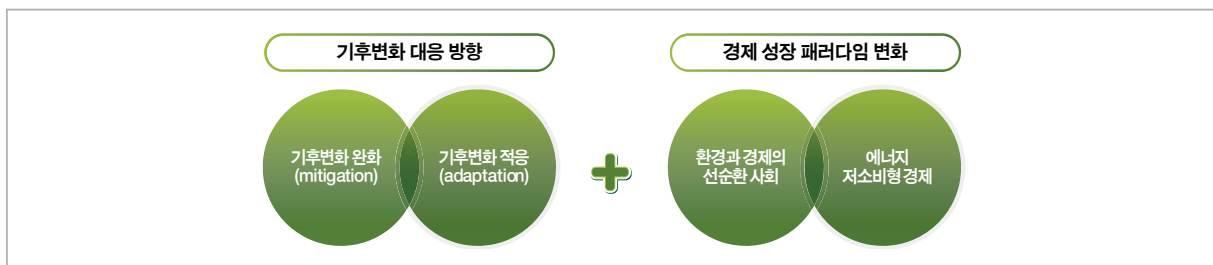 기후변화 대응 방향
경제 성장 패러다임 변화
기후변화 완화
(mitigation)
기후변화 적응
(adaptation)
환경과 경제의
선순환 사회
에너지
저소비형 경제